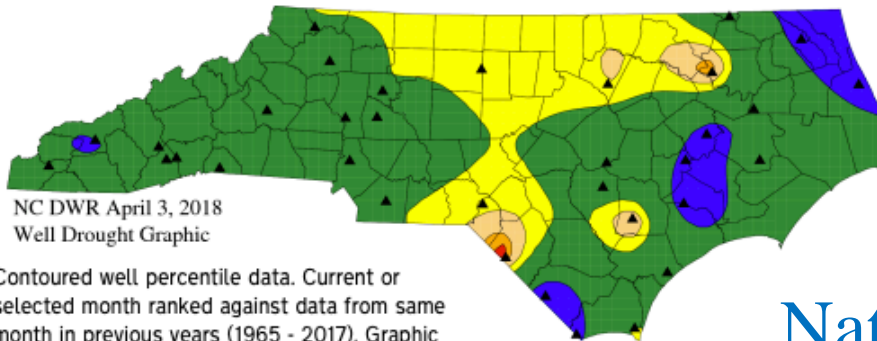 NC DWR April 3, 2018
Well Drought Graphic
Contoured well percentile data. Current or
selected month ranked against data from same
month in previous years (1965 - 2017). Graphic
Nat